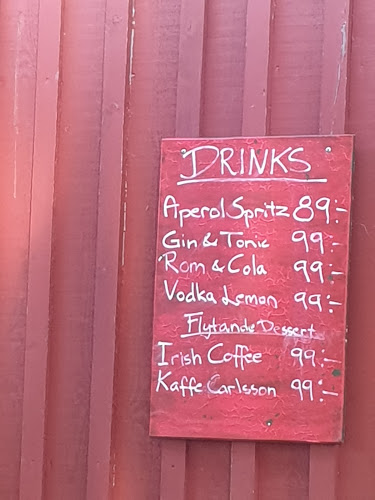 DRINKS
Aperol Spritz 89:-
Gin & Tonic 99:-
Rom & Cola 99:-
Vodka Lemon 99:-
Flytande Dessert
Irish Coffee 99:-
Kaffe Carlsson 99:-